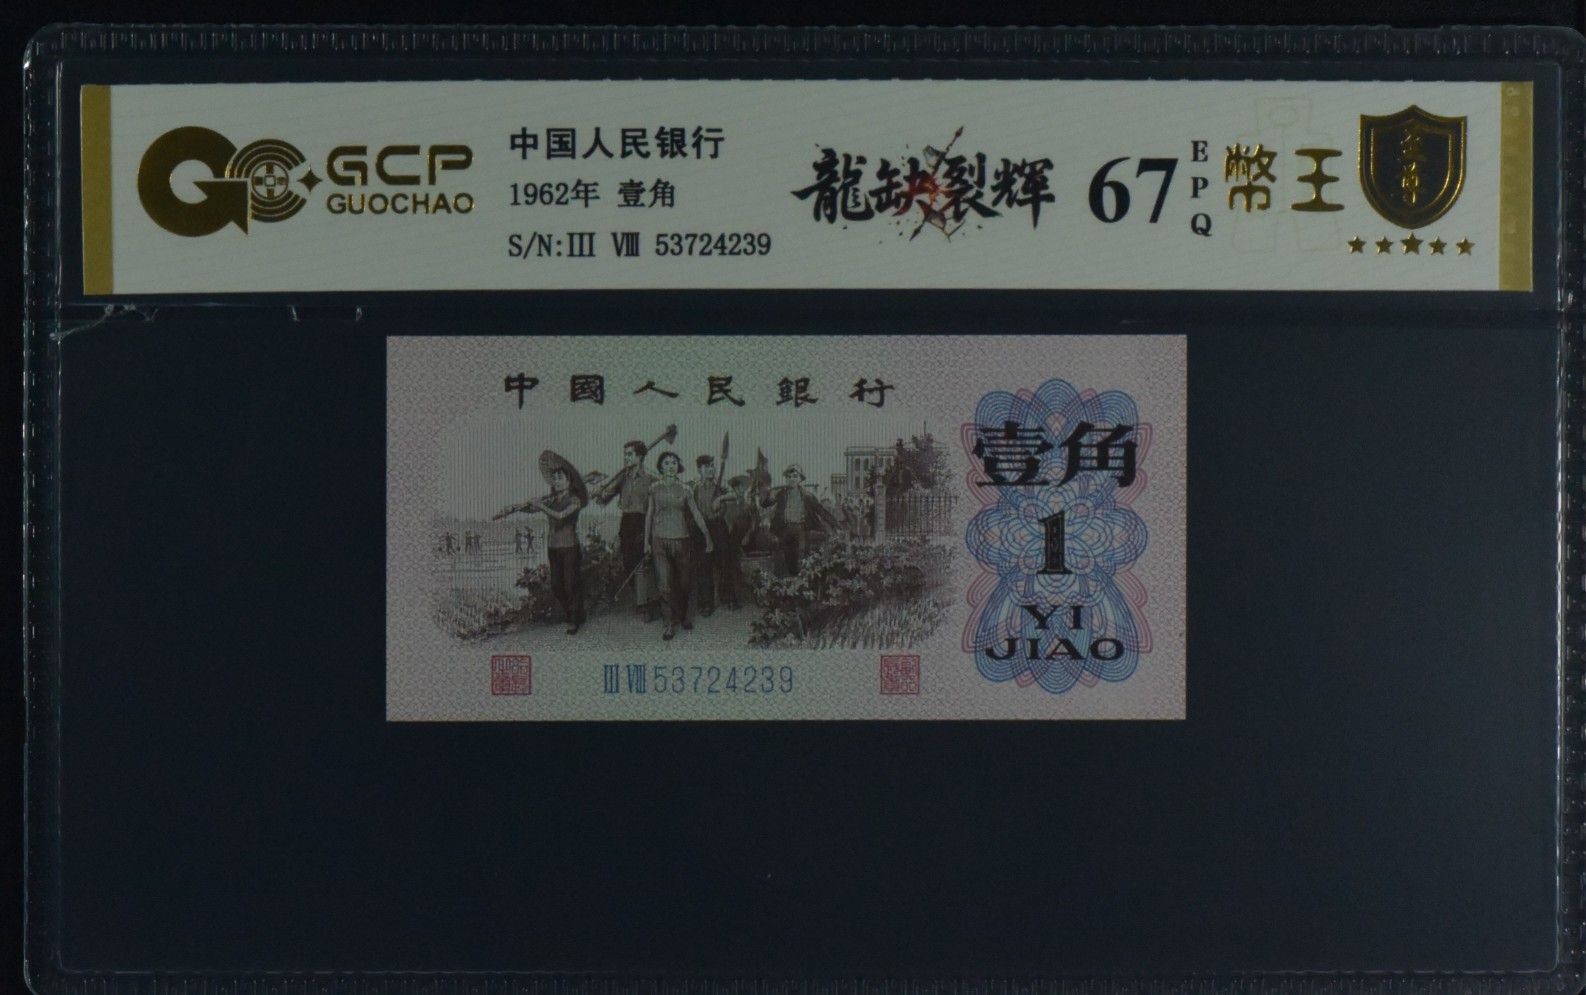 GCP
GUOCHAO
中国人民银行
1962年 壹角
S/N:III VIII 53724239
龍缺裂輝
67
EPQ
幣王
中國人民銀行
壹角
1
YI
JIAO
III VIII 53724239